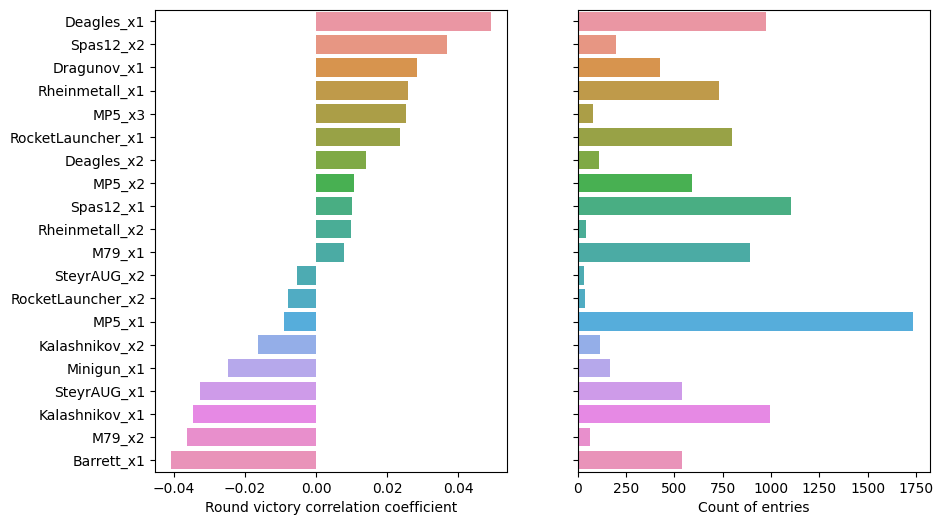 Deagles_x1
Spas12_x2
Dragunov_x1
Rheinmetall_x1
MP5_x3
RocketLauncher_x1
Deagles_x2
MP5_x2
Spas12_x1
Rheinmetall_x2
M79_x1
SteyrAUG_x2
RocketLauncher_x2
MP5_x1
Kalashnikov_x2
Minigun_x1
SteyrAUG_x1
Kalashnikov_x1
M79_x2
Barrett_x1
−0.04 −0.02 0.00 0.02 0.04
Round victory correlation coefficient
0 250 500 750 1000 1250 1500 1750
Count of entries